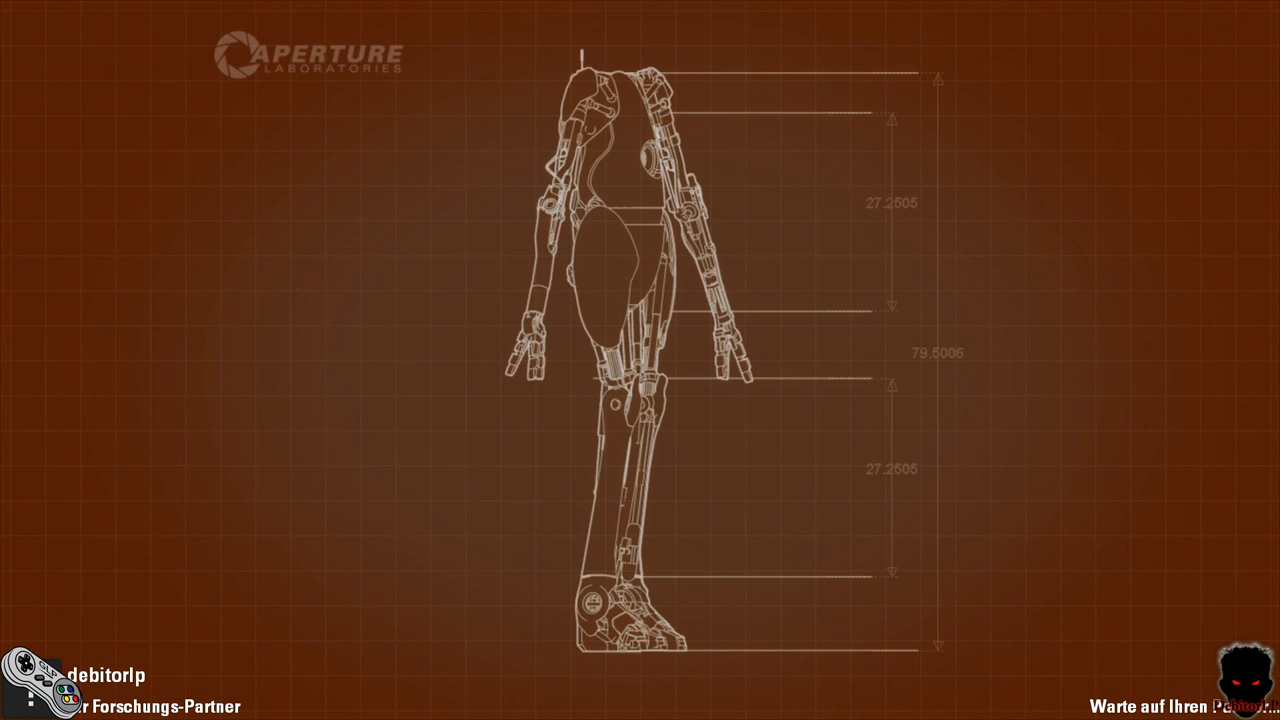 APERTURE
LABORATORIES
27.2505
79.5006
27.2505
debitorlp
r Forschungs-Partner
Warte auf Ihren